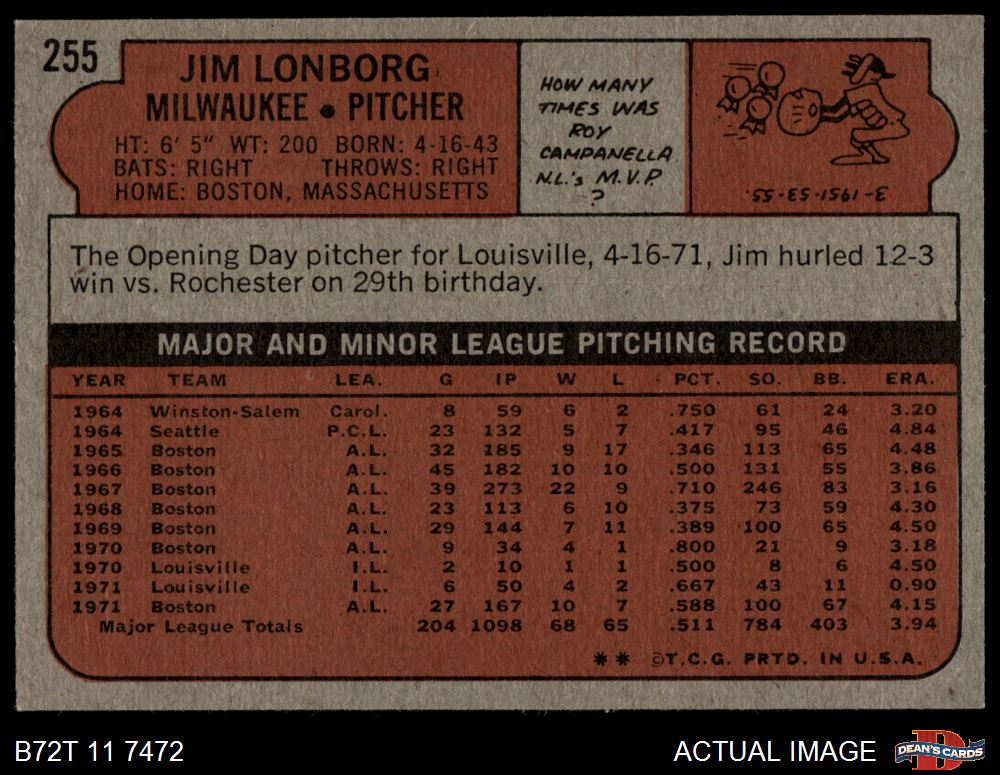 255
JIM LONBORG
MILWAUKEE • PITCHER
HT: 6' 5" WT: 200 BORN: 4-16-43
BATS: RIGHT THROWS: RIGHT
HOME: BOSTON, MASSACHUSETTS
HOW MANY
TIMES WAS
ROY
CAMPANELLA
N.L.'s M.V.P.
?
3-1951-53-55.
The Opening Day pitcher for Louisville, 4-16-71, Jim hurled 12-3
win vs. Rochester on 29th birthday.
MAJOR AND MINOR LEAGUE PITCHING RECORD
YEAR TEAM LEA. G IP W L PCT. SO. BB. ERA.
1964 Winston-Salem Carol. 8 59 6 2 .750 61 24 3.20
1964 Seattle P.C.L. 23 132 5 7 .417 95 46 4.84
1965 Boston A.L. 32 185 9 17 .346 113 65 4.48
1966 Boston A.L. 45 182 10 10 .500 131 55 3.86
1967 Boston A.L. 39 273 22 9 .710 246 83 3.16
1968 Boston A.L. 23 113 6 10 .375 73 59 4.30
1969 Boston A.L. 29 144 7 11 .389 100 65 4.50
1970 Boston A.L. 9 34 4 1 .800 21 9 3.18
1970 Louisville I.L. 2 10 1 1 .500 8 6 4.50
1971 Louisville I.L. 6 50 4 2 .667 43 11 0.90
1971 Boston A.L. 27 167 10 7 .588 100 67 4.15
Major League Totals 204 1098 68 65 .511 784 403 3.94
** ©T.C.G. PRTD. IN U.S.A.
B72T 11 7472
ACTUAL IMAGE
DEAN'S CARDS